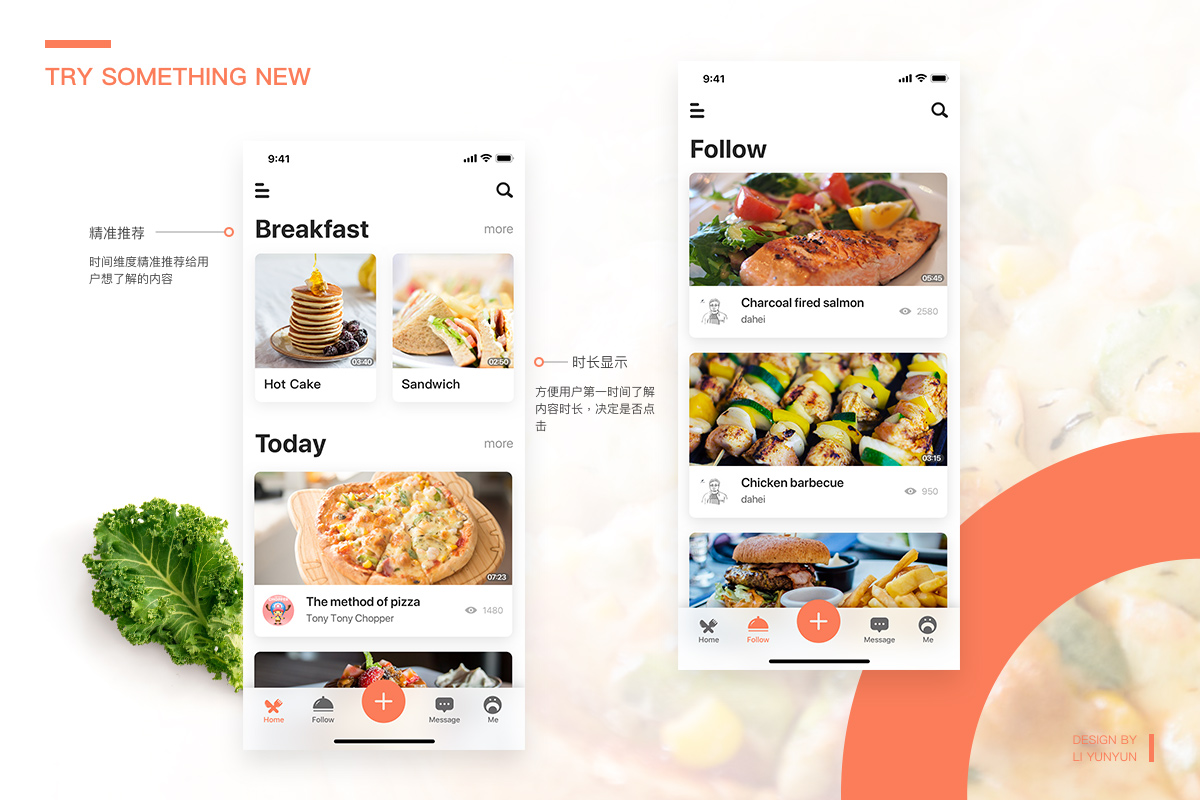 TRY SOMETHING NEW
精准推荐
时间维度精准推荐给用
户想了解的内容
9:41
Breakfast
more
03:40
02:50
Hot Cake
Sandwich
Today
more
07:23
The method of pizza
Tony Tony Chopper
1480
Home
Follow
Message
Me
时长显示
方便用户第一时间了解
内容时长，决定是否点
击
9:41
Follow
05:45
Charcoal fired salmon
dahei
2580
03:15
Chicken barbecue
dahei
950
Home
Follow
Message
Me
DESIGN BY
LI YUNYUN